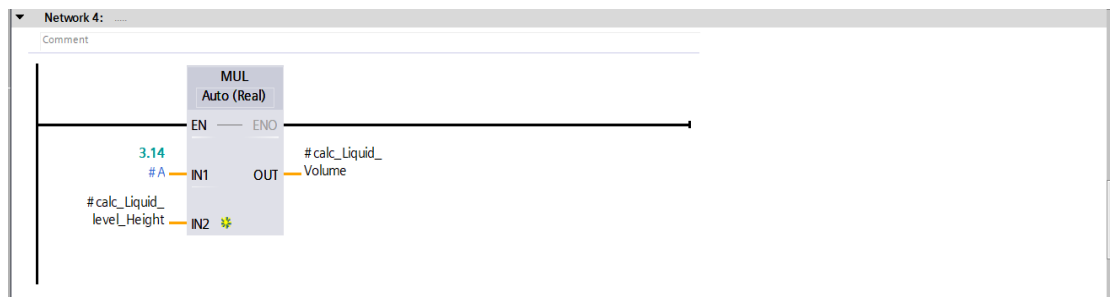 Network 4: .....
Comment
MUL
Auto (Real)
EN ENO
3.14
#A IN1 OUT #calc_Liquid_
Volume
#calc_Liquid_
level_Height IN2